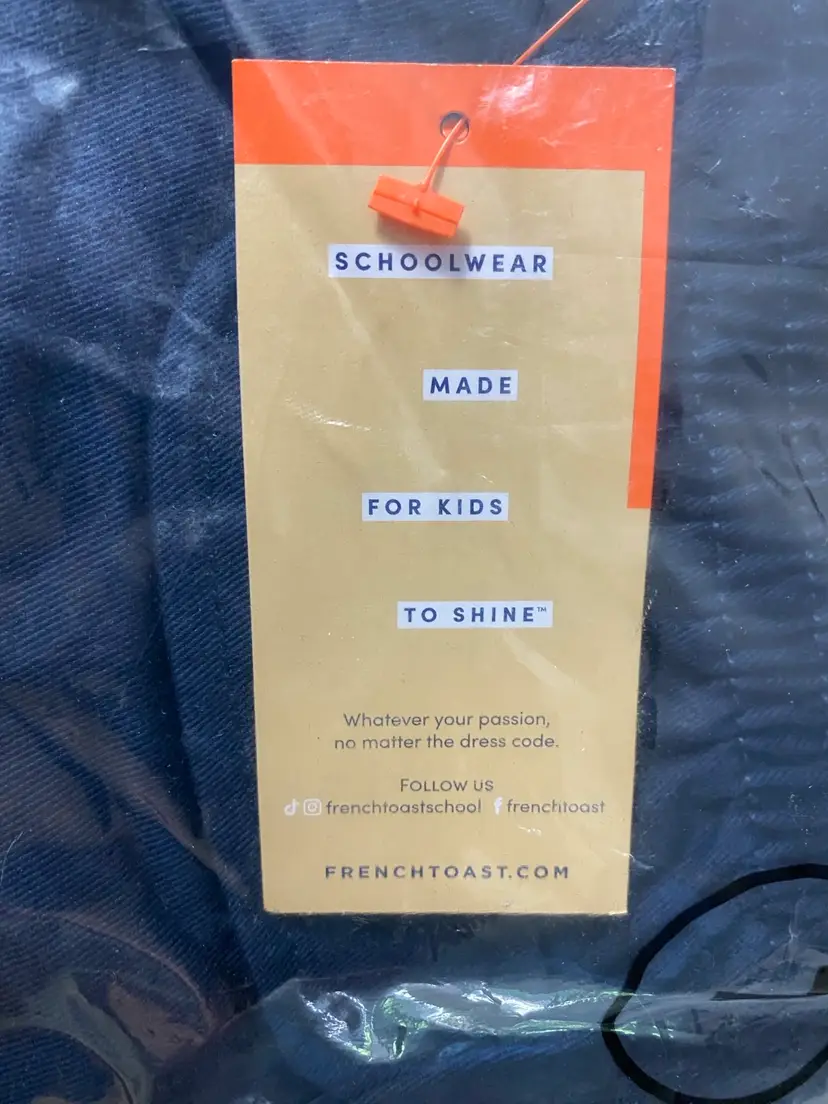 SCHOOLWEAR
MADE
FOR KIDS
TO SHINE™
Whatever your passion,
no matter the dress code.
FOLLOW US
frenchtoastschool frenchtoast
FRENCHTOAST.COM